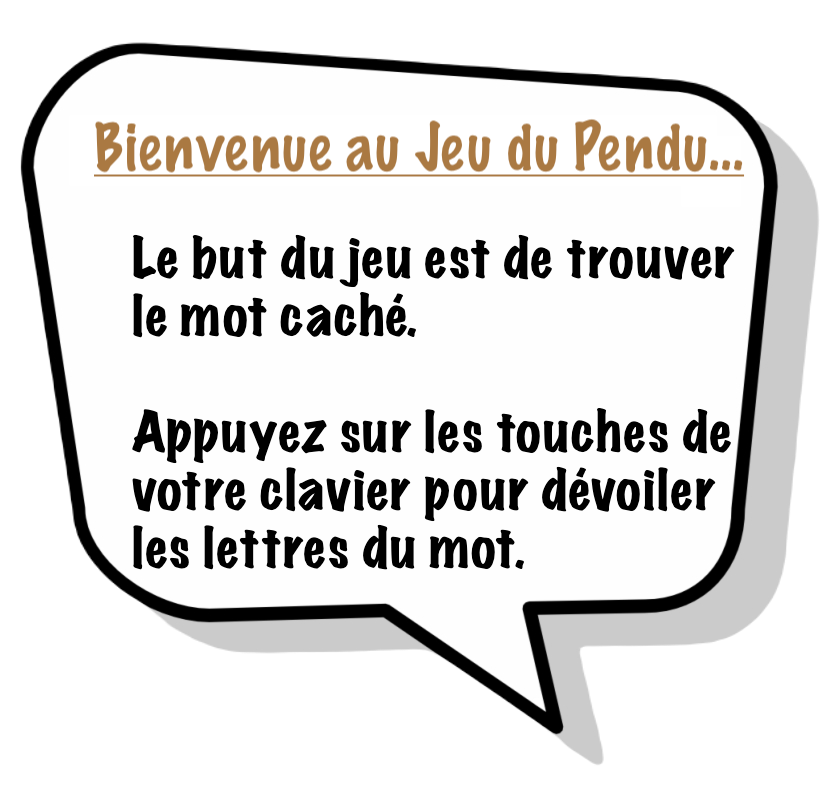 Bienvenue au Jeu du Pendu...
Le but du jeu est de trouver
le mot caché.
Appuyez sur les touches de
votre clavier pour dévoiler
les lettres du mot.